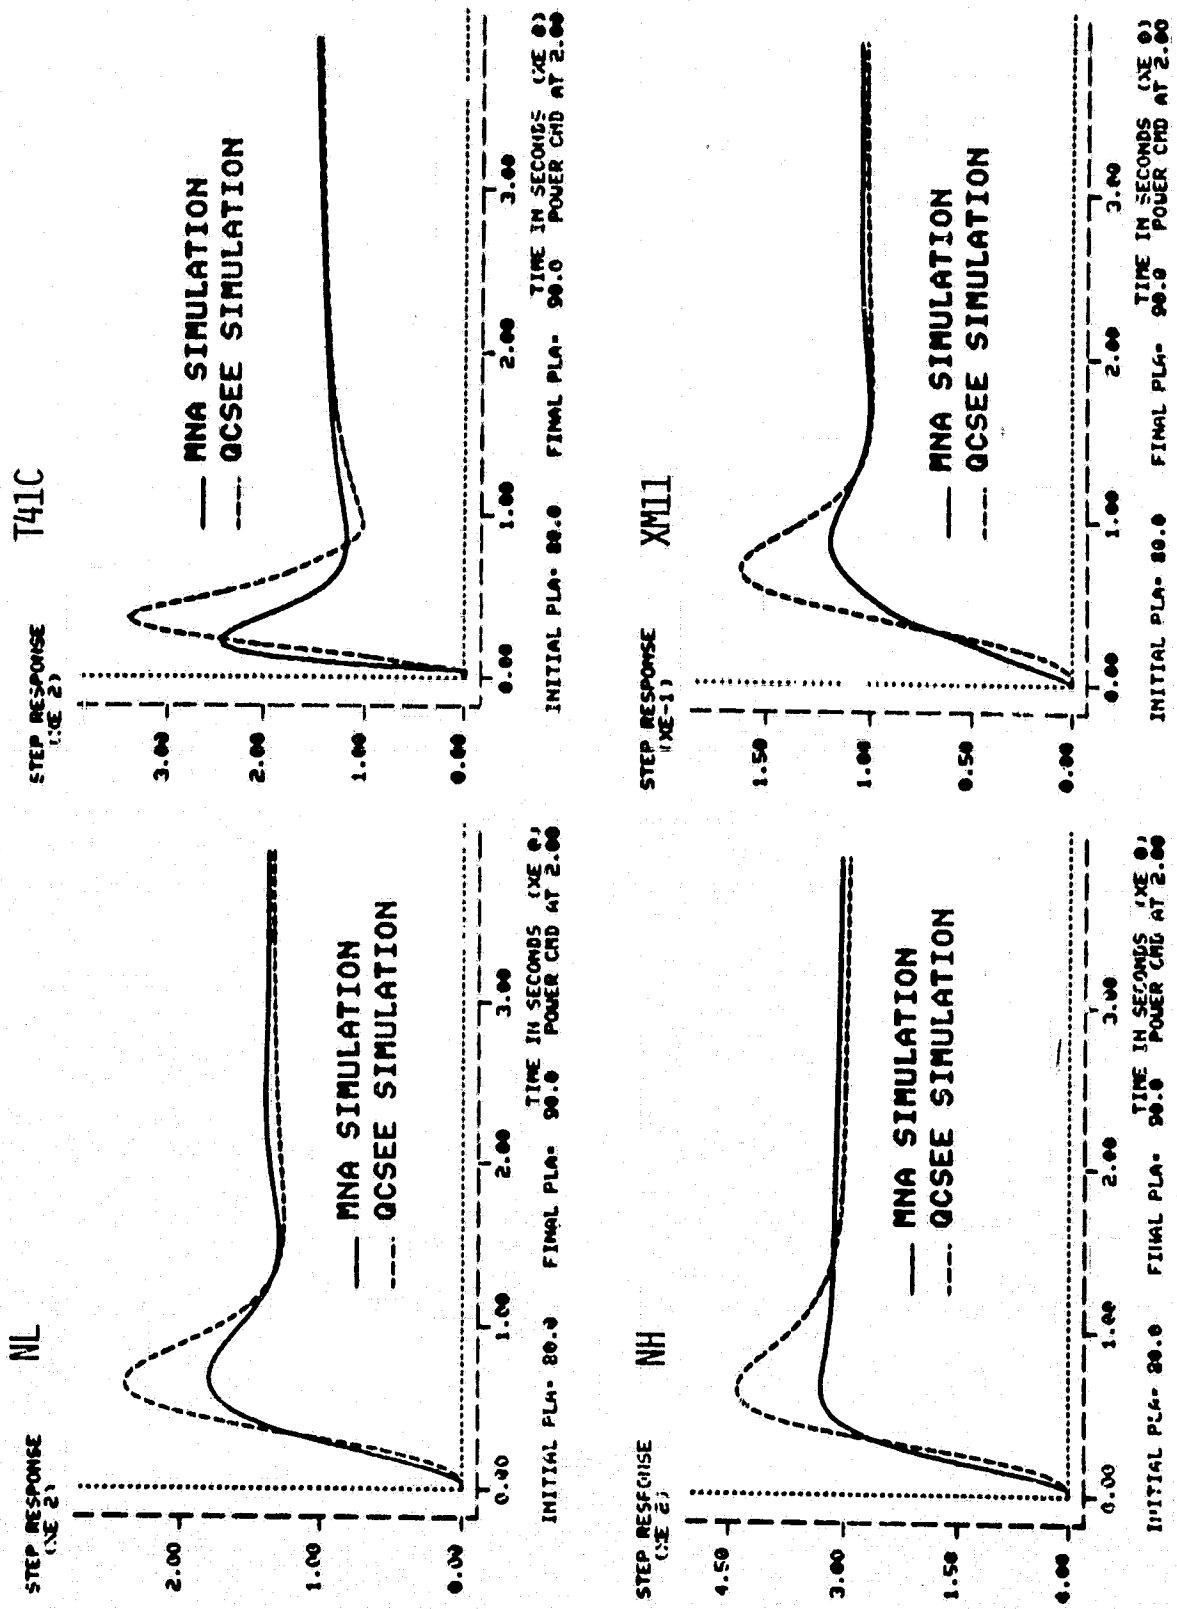 NL
STEP RESPONSE
(XE 2)
2.00
1.00
0.00
MNA SIMULATION
QCSEE SIMULATION
0.00 1.00 2.00 3.00
TIME IN SECONDS (XE 0)
INITIAL PLA= 80.0 FINAL PLA= 90.0 POWER CMD AT 2.00
T41C
STEP RESPONSE
(XE 2)
3.00
2.00
1.00
0.00
MNA SIMULATION
QCSEE SIMULATION
0.00 1.00 2.00 3.00
TIME IN SECONDS (XE 0)
INITIAL PLA= 80.0 FINAL PLA= 90.0 POWER CMD AT 2.00
NH
STEP RESPONSE
(XE 2)
4.50
3.00
1.50
0.00
MNA SIMULATION
QCSEE SIMULATION
0.00 1.00 2.00 3.00
TIME IN SECONDS (XE 0)
INITIAL PLA= 80.0 FINAL PLA= 90.0 POWER CMD AT 2.00
XM11
STEP RESPONSE
(XE-1)
1.50
1.00
0.50
0.00
MNA SIMULATION
QCSEE SIMULATION
0.00 1.00 2.00 3.00
TIME IN SECONDS (XE 0)
INITIAL PLA= 80.0 FINAL PLA= 90.0 POWER CMD AT 2.00